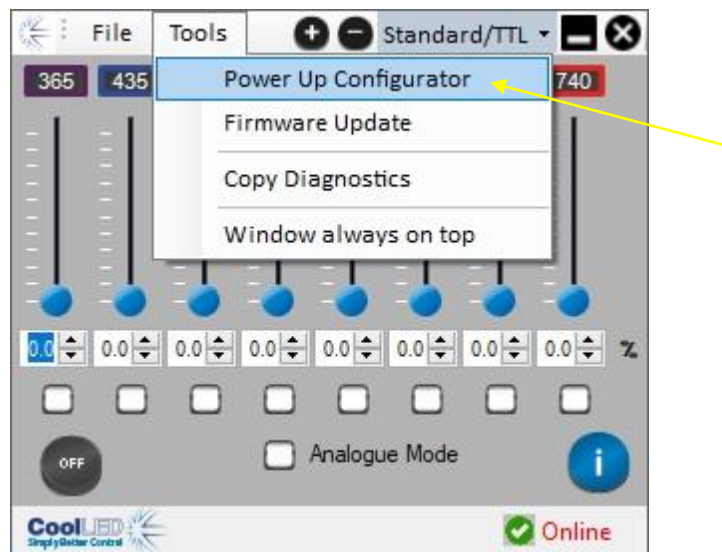 File Tools Standard/TTL
365 435 740
Power Up Configurator
Firmware Update
Copy Diagnostics
Window always on top
0.0 0.0 0.0 0.0 0.0 0.0 0.0 0.0 %
OFF Analogue Mode i
CoolLED Online
Simply Better Control